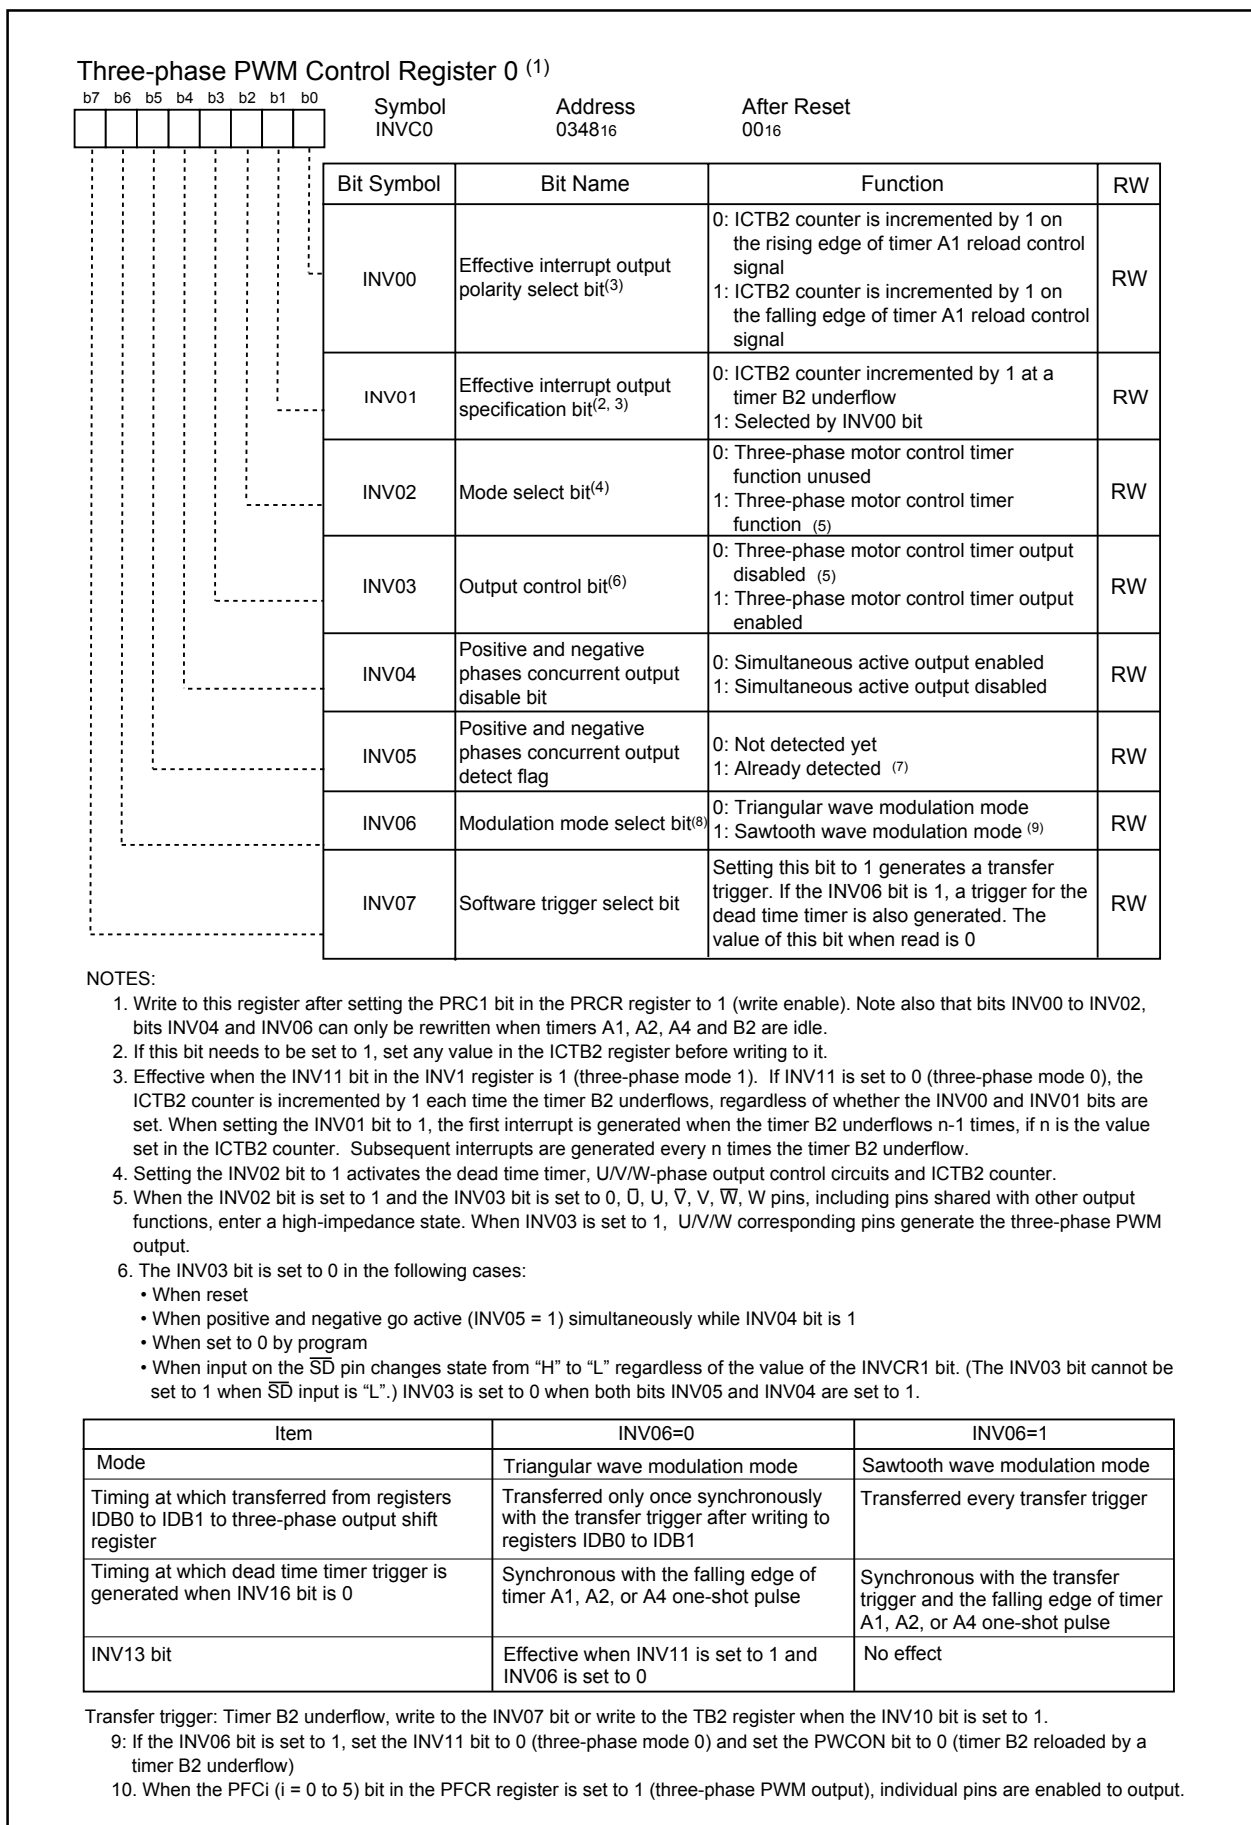 Three-phase PWM Control Register 0 (1)
b7 b6 b5 b4 b3 b2 b1 b0
Symbol Address After Reset
INVC0 034816 0016
Bit Symbol Bit Name Function RW
INV00
Effective interrupt output
polarity select bit(3)
0: ICTB2 counter is incremented by 1 on
the rising edge of timer A1 reload control
signal
1: ICTB2 counter is incremented by 1 on
the falling edge of timer A1 reload control
signal
RW
INV01
Effective interrupt output
specification bit(2, 3)
0: ICTB2 counter incremented by 1 at a
timer B2 underflow
1: Selected by INV00 bit
RW
INV02
Mode select bit(4)
0: Three-phase motor control timer
function unused
1: Three-phase motor control timer
function (5)
RW
INV03
Output control bit(6)
0: Three-phase motor control timer output
disabled (5)
1: Three-phase motor control timer output
enabled
RW
INV04
Positive and negative
phases concurrent output
disable bit
0: Simultaneous active output enabled
1: Simultaneous active output disabled
RW
INV05
Positive and negative
phases concurrent output
detect flag
0: Not detected yet
1: Already detected (7)
RW
INV06
Modulation mode select bit(8)
0: Triangular wave modulation mode
1: Sawtooth wave modulation mode (9)
RW
INV07
Software trigger select bit
Setting this bit to 1 generates a transfer
trigger. If the INV06 bit is 1, a trigger for the
dead time timer is also generated. The
value of this bit when read is 0
RW
NOTES:
1. Write to this register after setting the PRC1 bit in the PRCR register to 1 (write enable). Note also that bits INV00 to INV02,
bits INV04 and INV06 can only be rewritten when timers A1, A2, A4 and B2 are idle.
2. If this bit needs to be set to 1, set any value in the ICTB2 register before writing to it.
3. Effective when the INV11 bit in the INV1 register is 1 (three-phase mode 1). If INV11 is set to 0 (three-phase mode 0), the
ICTB2 counter is incremented by 1 each time the timer B2 underflows, regardless of whether the INV00 and INV01 bits are
set. When setting the INV01 bit to 1, the first interrupt is generated when the timer B2 underflows n-1 times, if n is the value
set in the ICTB2 counter. Subsequent interrupts are generated every n times the timer B2 underflow.
4. Setting the INV02 bit to 1 activates the dead time timer, U/V/W-phase output control circuits and ICTB2 counter.
5. When the INV02 bit is set to 1 and the INV03 bit is set to 0, U̅, U, V̅, V, W̅, W pins, including pins shared with other output
functions, enter a high-impedance state. When INV03 is set to 1, U/V/W corresponding pins generate the three-phase PWM
output.
6. The INV03 bit is set to 0 in the following cases:
• When reset
• When positive and negative go active (INV05 = 1) simultaneously while INV04 bit is 1
• When set to 0 by program
• When input on the S̅D̅ pin changes state from “H” to “L” regardless of the value of the INVCR1 bit. (The INV03 bit cannot be
set to 1 when S̅D̅ input is “L”.) INV03 is set to 0 when both bits INV05 and INV04 are set to 1.
Item INV06=0 INV06=1
Mode
Triangular wave modulation mode
Sawtooth wave modulation mode
Timing at which transferred from registers
IDB0 to IDB1 to three-phase output shift
register
Transferred only once synchronously
with the transfer trigger after writing to
registers IDB0 to IDB1
Transferred every transfer trigger
Timing at which dead time timer trigger is
generated when INV16 bit is 0
Synchronous with the falling edge of
timer A1, A2, or A4 one-shot pulse
Synchronous with the transfer
trigger and the falling edge of timer
A1, A2, or A4 one-shot pulse
INV13 bit
Effective when INV11 is set to 1 and
INV06 is set to 0
No effect
Transfer trigger: Timer B2 underflow, write to the INV07 bit or write to the TB2 register when the INV10 bit is set to 1.
9: If the INV06 bit is set to 1, set the INV11 bit to 0 (three-phase mode 0) and set the PWCON bit to 0 (timer B2 reloaded by a
timer B2 underflow)
10. When the PFCi (i = 0 to 5) bit in the PFCR register is set to 1 (three-phase PWM output), individual pins are enabled to output.